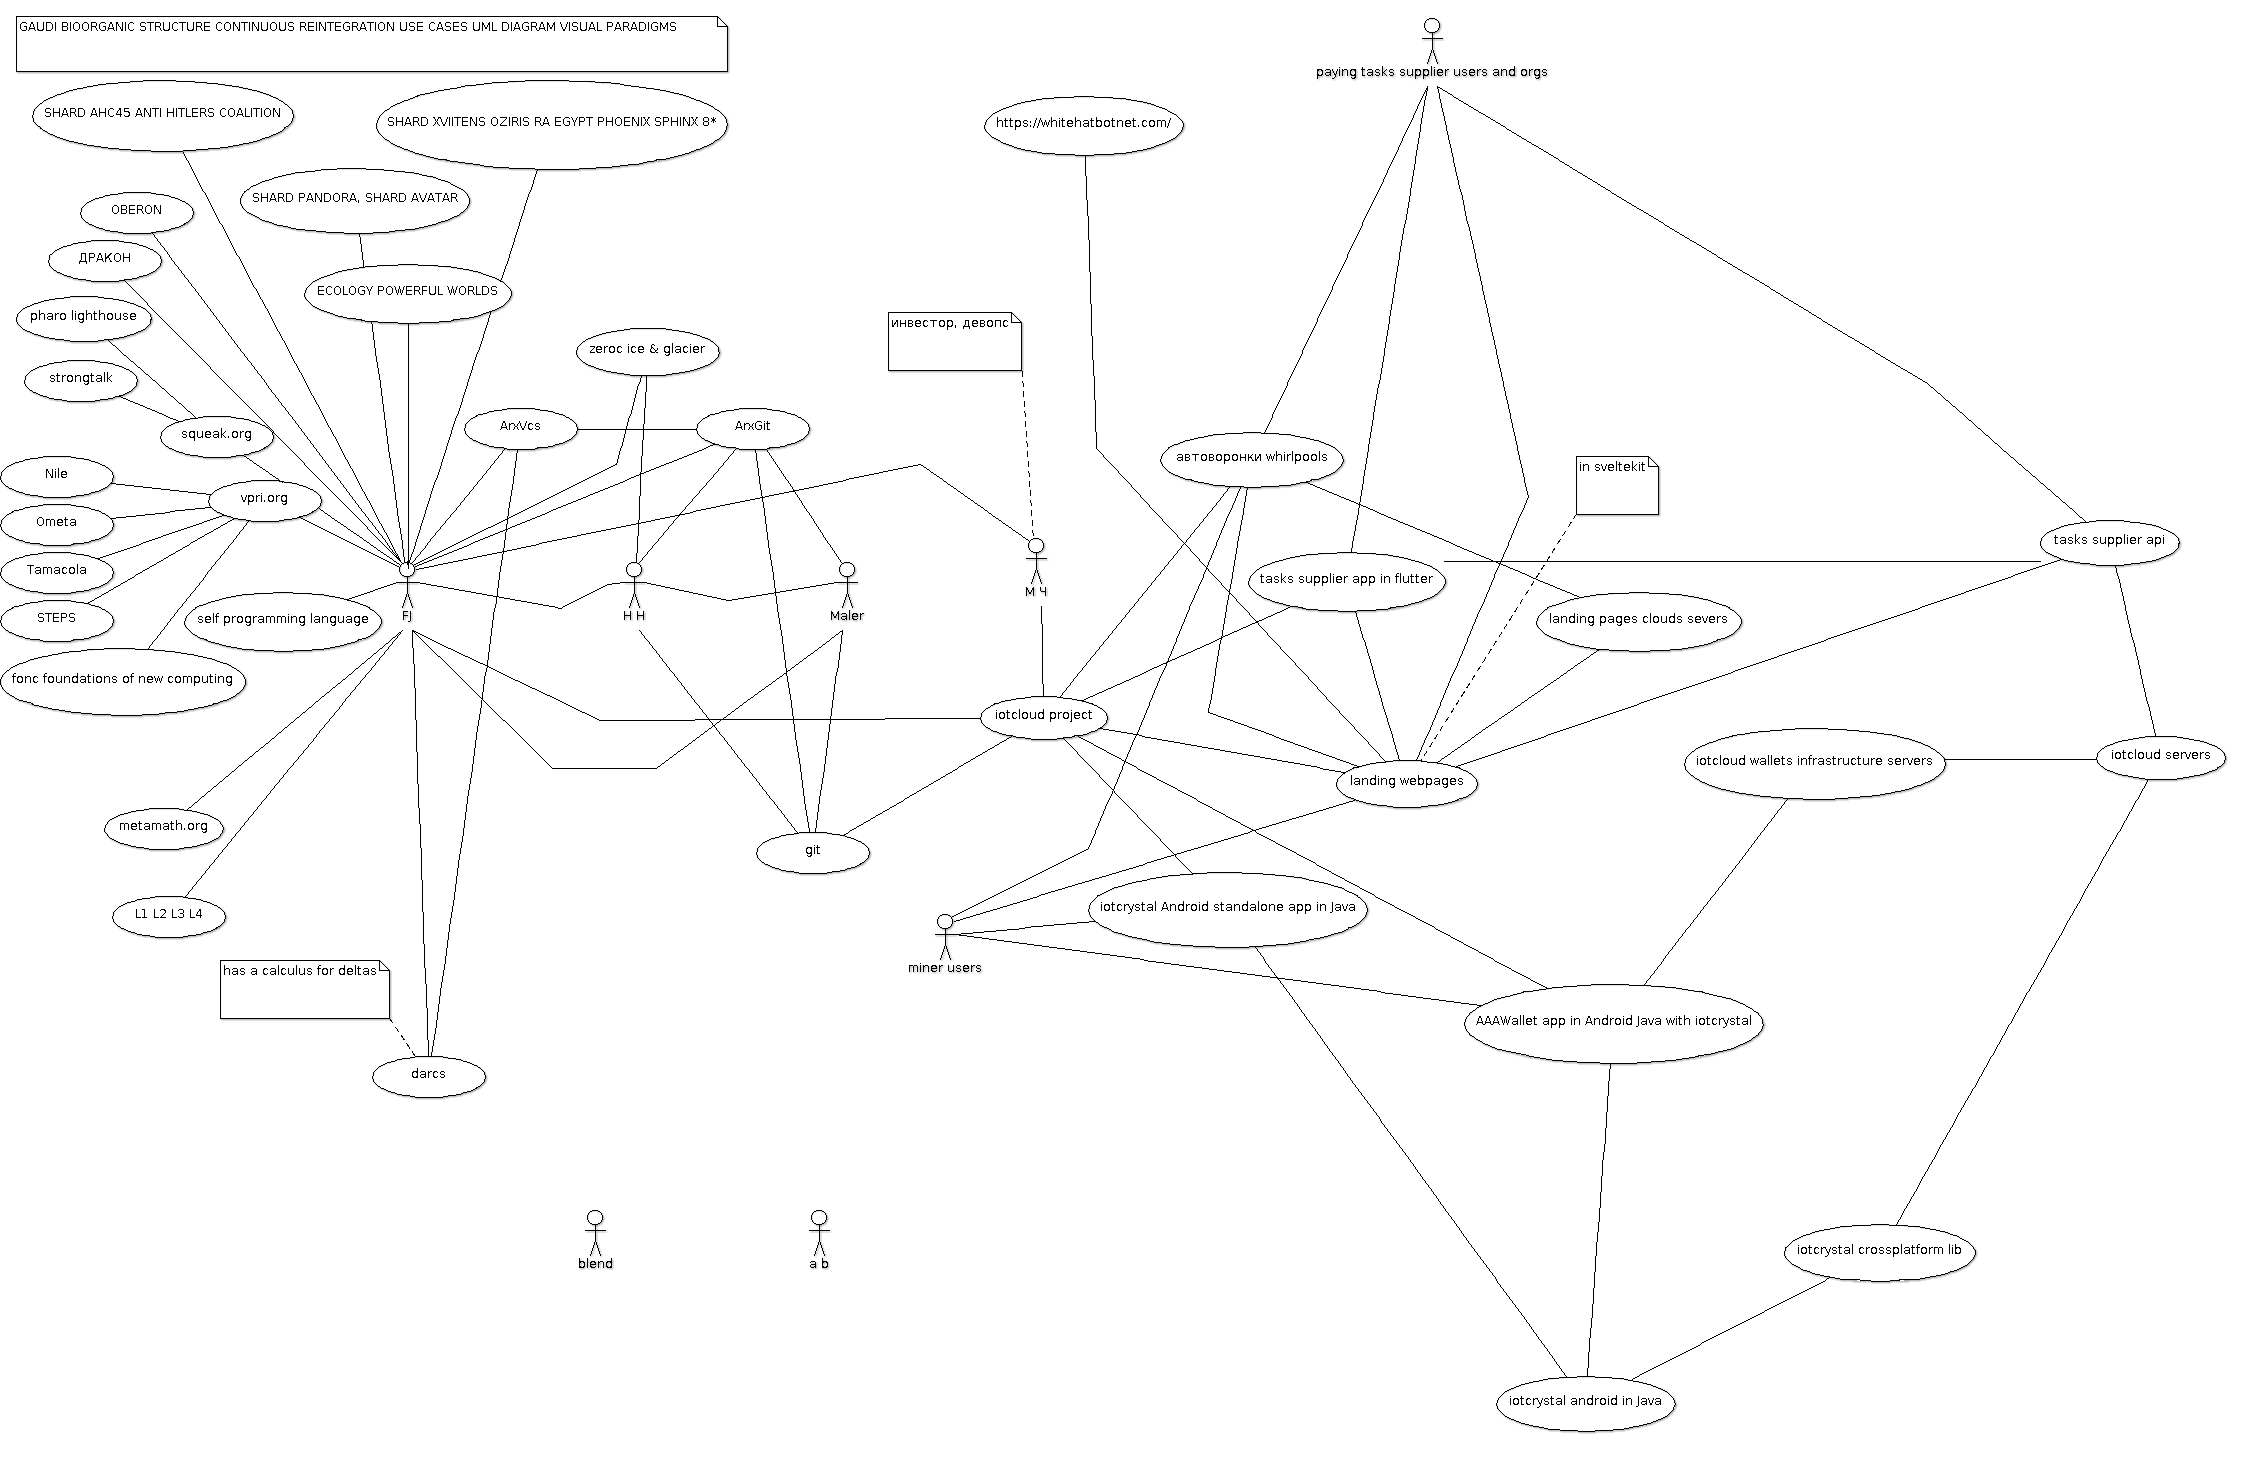 GAUDI BIOORGANIC STRUCTURE CONTINUOUS REINTEGRATION USE CASES UML DIAGRAM VISUAL PARADIGMS
paying tasks supplier users and orgs
SHARD AHC45 ANTI HITLERS COALITION
SHARD XVIITENS OZIRIS RA EGYPT PHOENIX SPHINX 8*
https://whitehatbotnet.com/
SHARD PANDORA, SHARD AVATAR
OBERON
ДРАКОН
ECOLOGY POWERFUL WORLDS
pharo lighthouse
инвестор, девопс
zeroc ice & glacier
strongtalk
squeak.org
ArxVcs
ArxGit
автоворонки whirlpools
in sveltekit
Nile
vpri.org
Ometa
tasks supplier api
Tamacola
tasks supplier app in flutter
М Ч
STEPS
self programming language
FJ
H H
Maler
landing pages clouds severs
fonc foundations of new computing
iotcloud project
iotcloud wallets infrastructure servers
iotcloud servers
landing webpages
metamath.org
git
L1 L2 L3 L4
iotcrystal Android standalone app in Java
miner users
has a calculus for deltas
AAAWallet app in Android Java with iotcrystal
darcs
blend
a b
iotcrystal crossplatform lib
iotcrystal android in Java